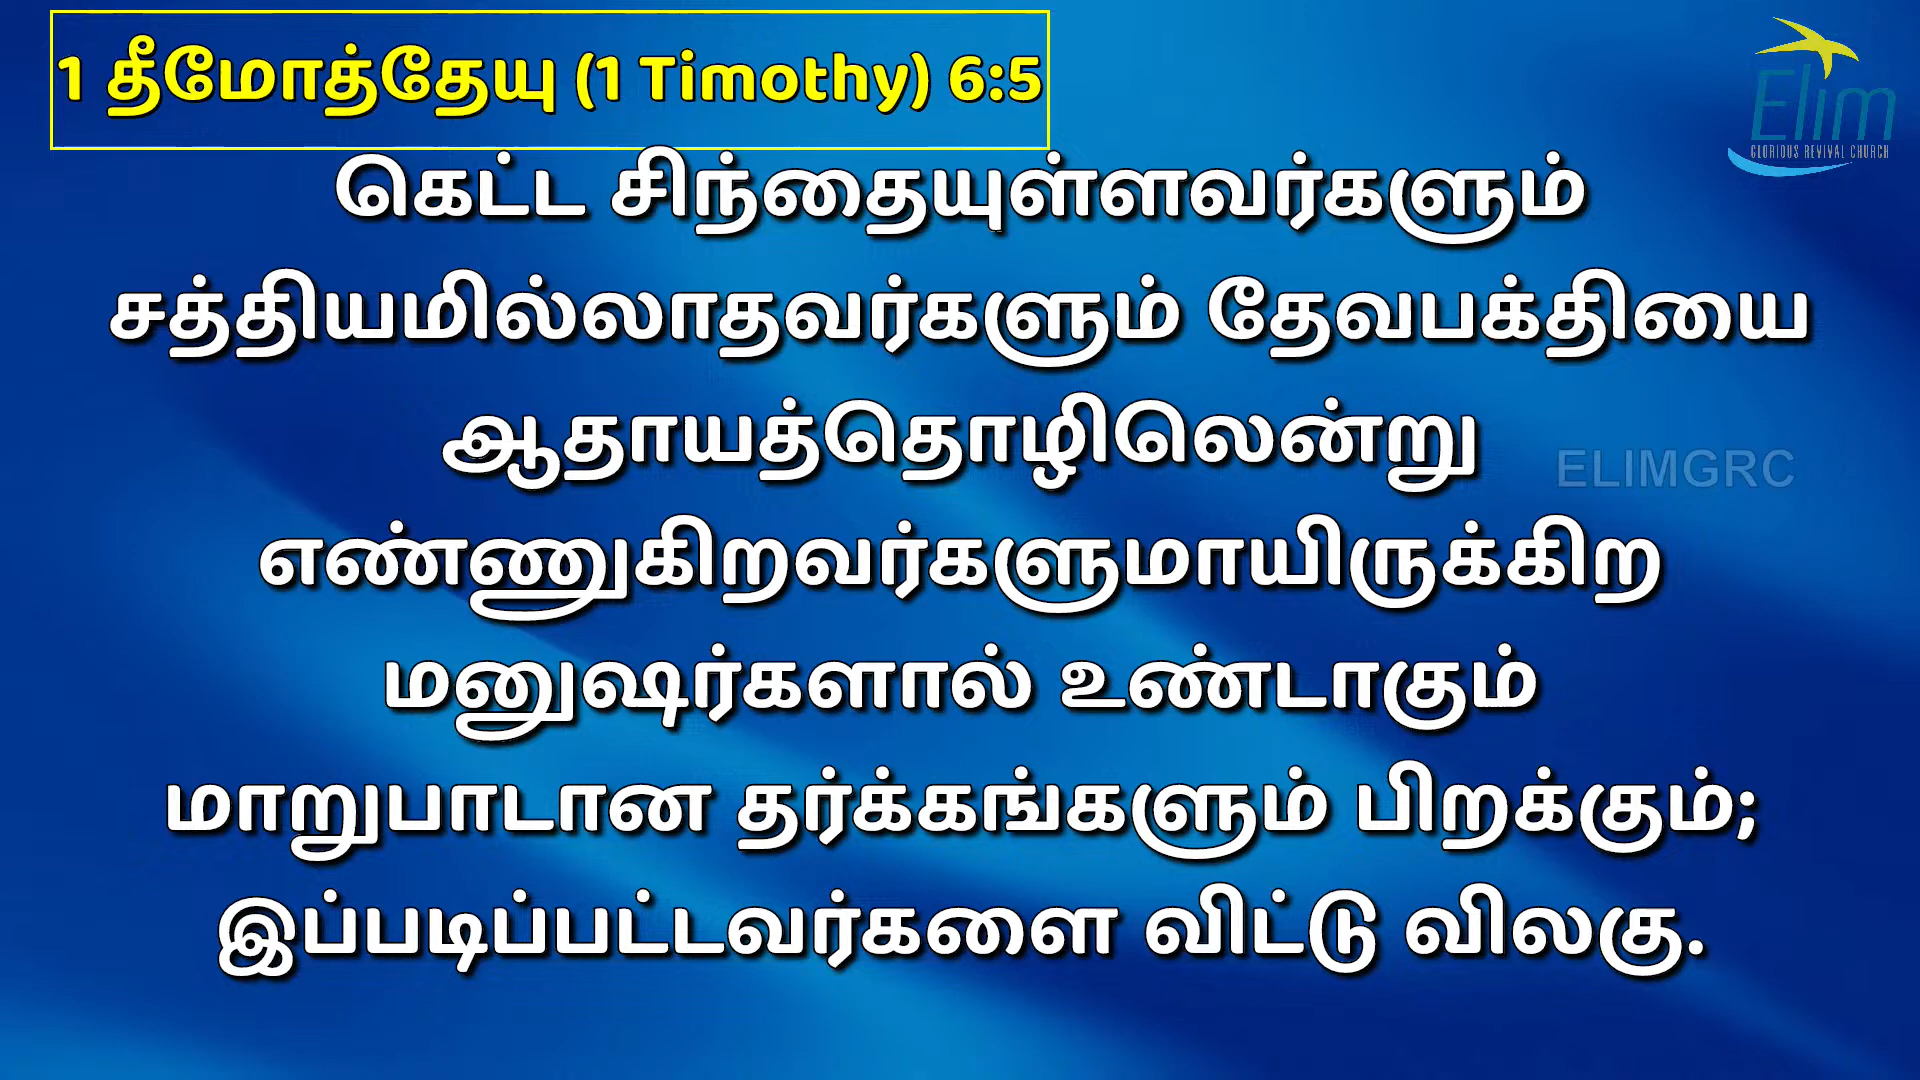 1 தீமோத்தேயு (1 Timothy) 6:5
Elim
GLORIOUS REVIVAL CHURCH
கெட்ட சிந்தையுள்ளவர்களும்
சத்தியமில்லாதவர்களும் தேவபக்தியை
ஆதாயத்தொழிலென்று
ELIMGRC
எண்ணுகிறவர்களுமாயிருக்கிற
மனுஷர்களால் உண்டாகும்
மாறுபாடான தர்க்கங்களும் பிறக்கும்;
இப்படிப்பட்டவர்களை விட்டு விலகு.